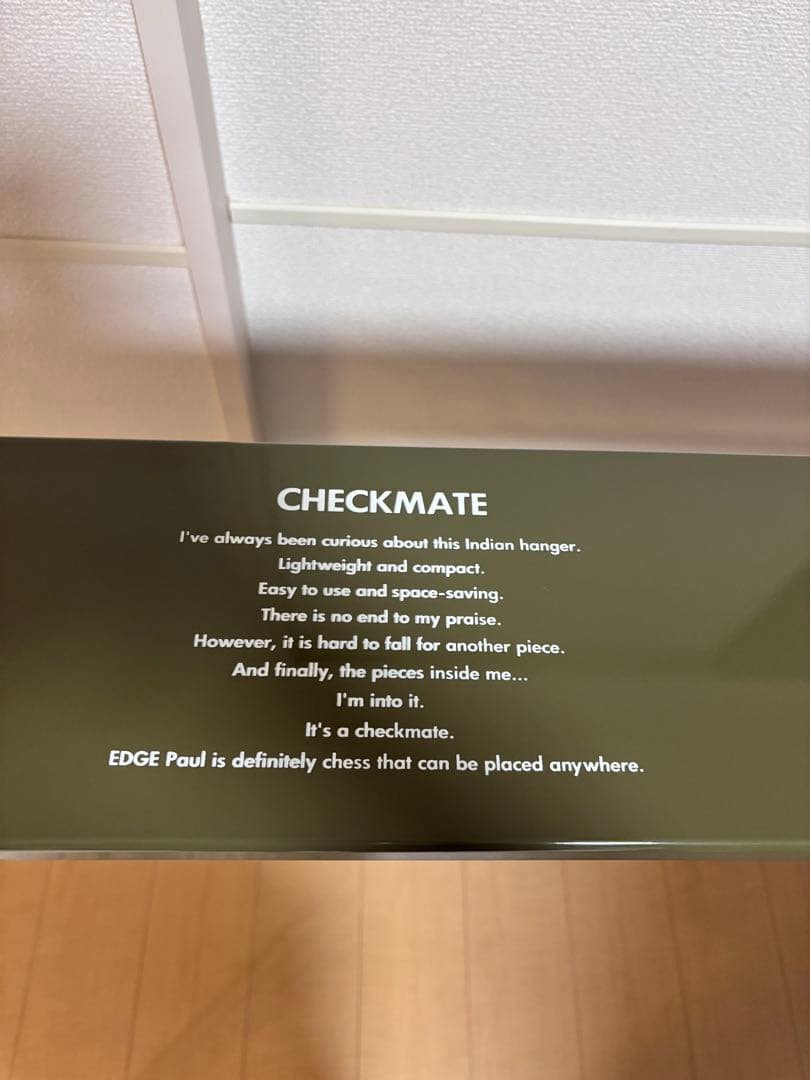 CHECKMATE
I've always been curious about this Indian hanger.
Lightweight and compact.
Easy to use and space-saving.
There is no end to my praise.
However, it is hard to fall for another piece.
And finally, the pieces inside me...
I'm into it.
It's a checkmate.
EDGE Paul is definitely chess that can be placed anywhere.